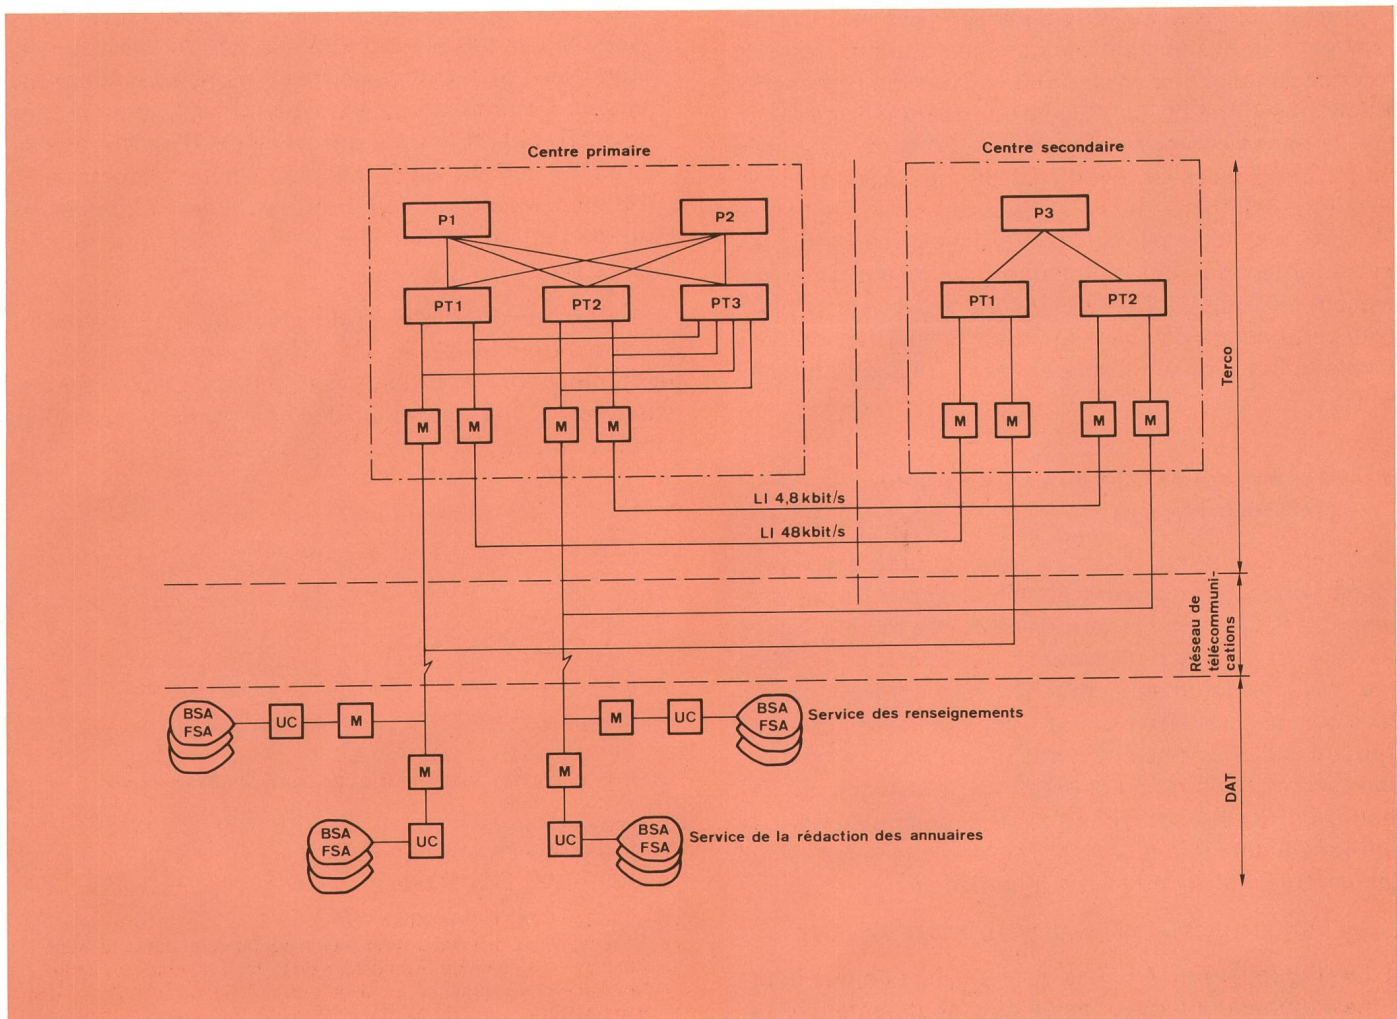 Centre primaire
Centre secondaire
P1
P2
P3
PT1
PT2
PT3
PT1
PT2
Terco
M
M
M
M
M
M
M
M
LI 4,8 kbit/s
LI 48 kbit/s
Réseau de
télécommuni-
cations
BSA
FSA
UC
M
M
UC
BSA
FSA
Service des renseignements
M
M
DAT
BSA
FSA
UC
UC
BSA
FSA
Service de la rédaction des annuaires